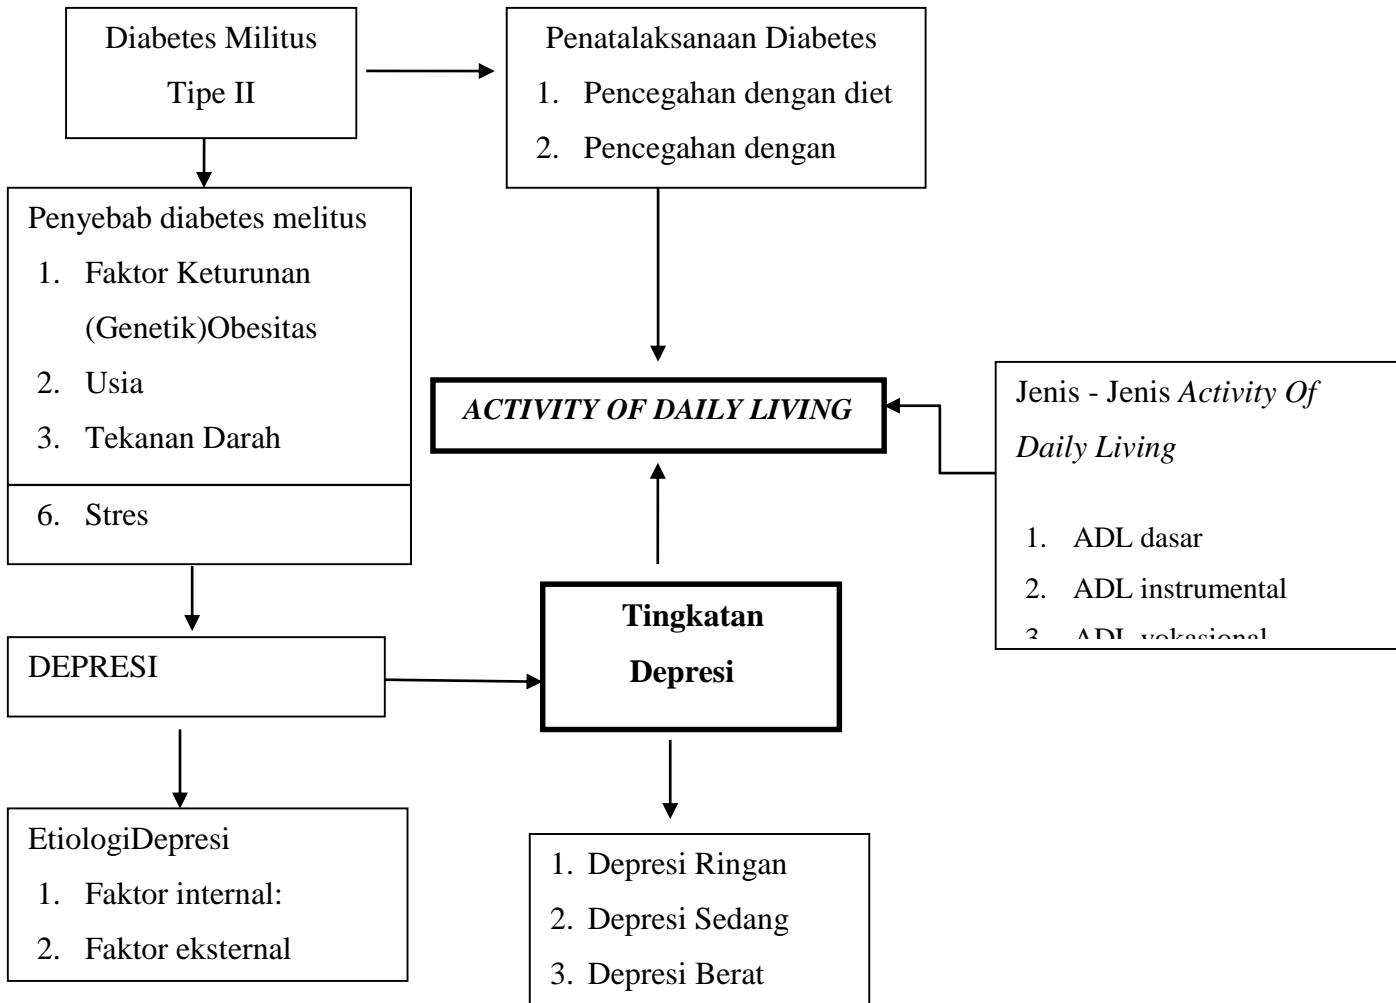 Diabetes Militus
Tipe II
Penatalaksanaan Diabetes
1. Pencegahan dengan diet
2. Pencegahan dengan
Penyebab diabetes melitus
1. Faktor Keturunan
(Genetik)Obesitas
2. Usia
3. Tekanan Darah
6. Stres
ACTIVITY OF DAILY LIVING
Jenis - Jenis Activity Of
Daily Living
1. ADL dasar
2. ADL instrumental
3. ADL vokasional
DEPRESI
Tingkatan
Depresi
EtiologiDepresi
1. Faktor internal:
2. Faktor eksternal
1. Depresi Ringan
2. Depresi Sedang
3. Depresi Berat